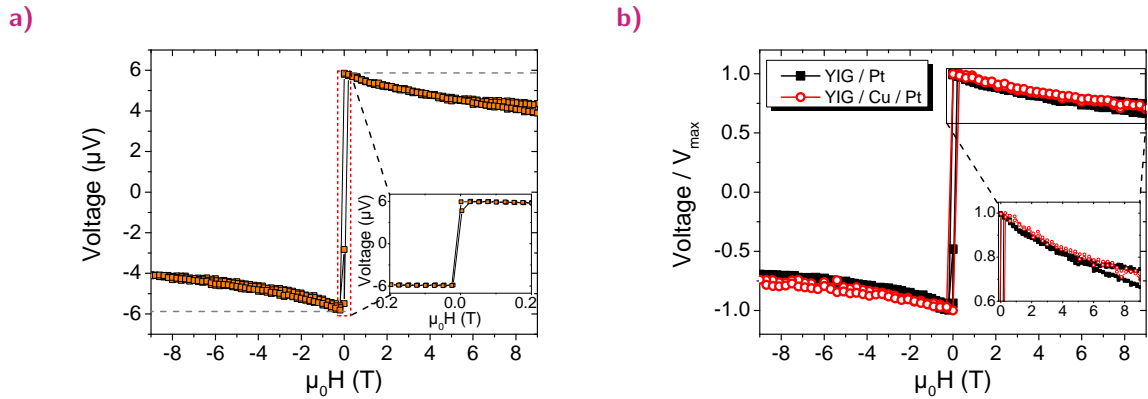 a)
6
4
2
0
-2
-4
-6
Voltage (µV)
-8 -6 -4 -2 0 2 4 6 8
µ₀H (T)
6
0
-6
Voltage (µV)
-0.2 0.0 0.2
µ₀H (T)
b)
YIG / Pt
YIG / Cu / Pt
1.0
0.5
0.0
-0.5
-1.0
Voltage / Vmax
-8 -6 -4 -2 0 2 4 6 8
µ₀H (T)
1.0
0.8
0.6
0 2 4 6 8